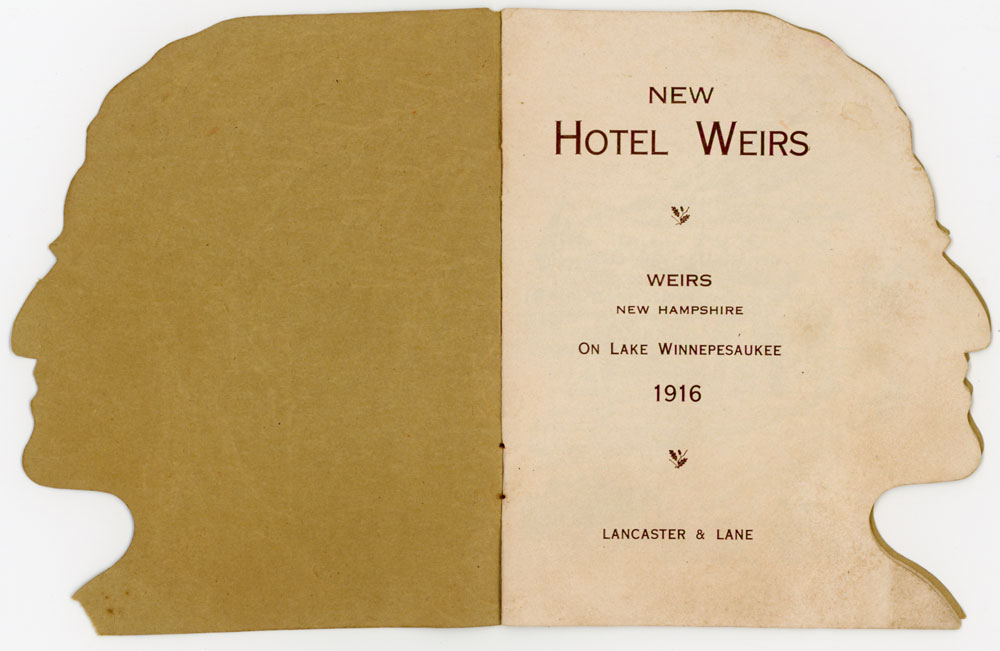 NEW
HOTEL WEIRS
WEIRS
NEW HAMPSHIRE
ON LAKE WINNEPESAUKEE
1916
LANCASTER & LANE